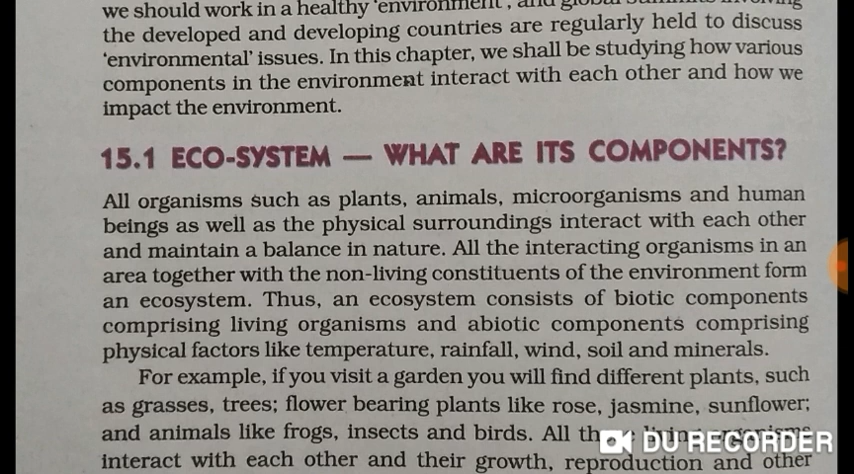 we should work in a healthy 'environment', and global summits involving
the developed and developing countries are regularly held to discuss
'environmental' issues. In this chapter, we shall be studying how various
components in the environment interact with each other and how we
impact the environment.
15.1 ECO-SYSTEM — WHAT ARE ITS COMPONENTS?
All organisms such as plants, animals, microorganisms and human
beings as well as the physical surroundings interact with each other
and maintain a balance in nature. All the interacting organisms in an
area together with the non-living constituents of the environment form
an ecosystem. Thus, an ecosystem consists of biotic components
comprising living organisms and abiotic components comprising
physical factors like temperature, rainfall, wind, soil and minerals.
For example, if you visit a garden you will find different plants, such
as grasses, trees; flower bearing plants like rose, jasmine, sunflower;
and animals like frogs, insects and birds. All these living organisms
interact with each other and their growth, reproduction and other
DU RECORDER